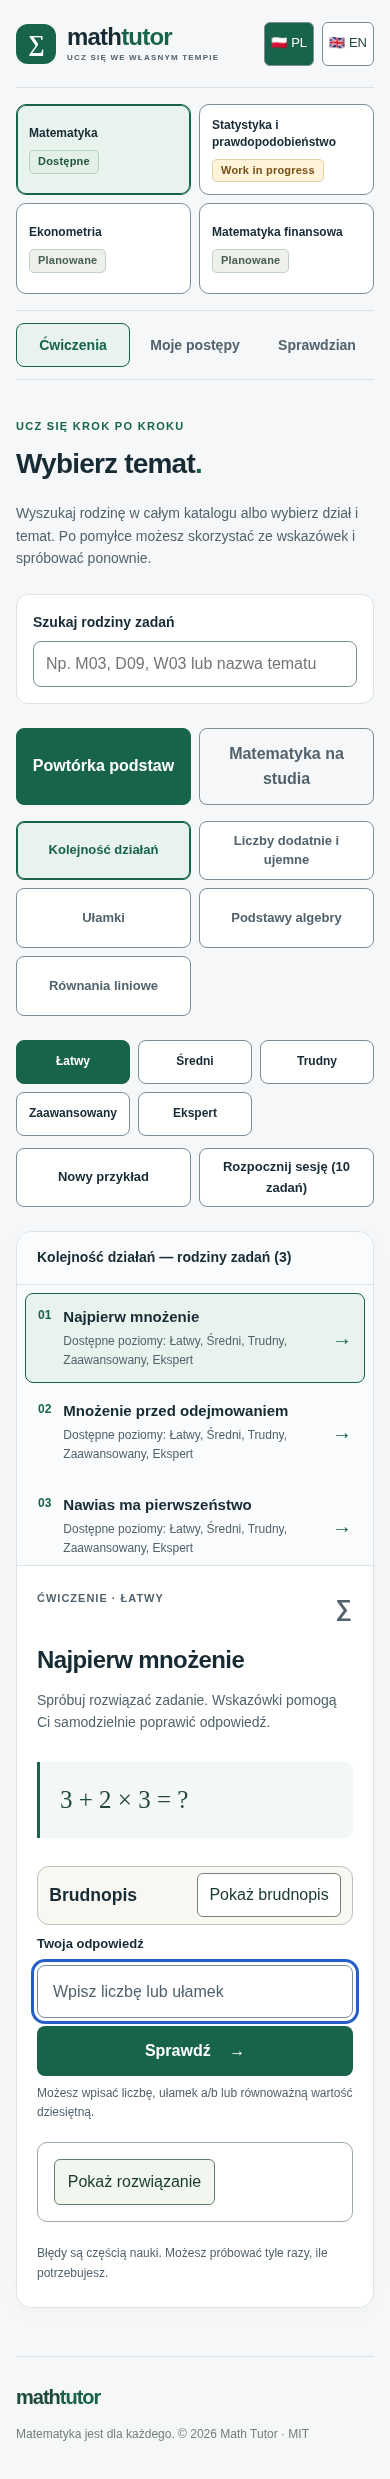 ∑ mathtutor
UCZ SIĘ WE WŁASNYM TEMPIE
🇵🇱 PL
🇬🇧 EN
Matematyka
Dostępne
Statystyka i
prawdopodobieństwo
Work in progress
Ekonometria
Planowane
Matematyka finansowa
Planowane
Ćwiczenia
Moje postępy
Sprawdzian
UCZ SIĘ KROK PO KROKU
Wybierz temat.
Wyszukaj rodzinę w całym katalogu albo wybierz dział i
temat. Po pomyłce możesz skorzystać ze wskazówek i
spróbować ponownie.
Szukaj rodziny zadań
Np. M03, D09, W03 lub nazwa tematu
Powtórka podstaw
Matematyka na
studia
Kolejność działań
Liczby dodatnie i
ujemne
Ułamki
Podstawy algebry
Równania liniowe
Łatwy
Średni
Trudny
Zaawansowany
Ekspert
Nowy przykład
Rozpocznij sesję (10
zadań)
Kolejność działań — rodziny zadań (3)
01 Najpierw mnożenie
Dostępne poziomy: Łatwy, Średni, Trudny,
Zaawansowany, Ekspert
→
02 Mnożenie przed odejmowaniem
Dostępne poziomy: Łatwy, Średni, Trudny,
Zaawansowany, Ekspert
→
03 Nawias ma pierwszeństwo
Dostępne poziomy: Łatwy, Średni, Trudny,
Zaawansowany, Ekspert
→
ĆWICZENIE · ŁATWY
∑
Najpierw mnożenie
Spróbuj rozwiązać zadanie. Wskazówki pomogą
Ci samodzielnie poprawić odpowiedź.
3 + 2 × 3 = ?
Brudnopis
Pokaż brudnopis
Twoja odpowiedź
Wpisz liczbę lub ułamek
Sprawdź →
Możesz wpisać liczbę, ułamek a/b lub równoważną wartość
dziesiętną.
Pokaż rozwiązanie
Błędy są częścią nauki. Możesz próbować tyle razy, ile
potrzebujesz.
mathtutor
Matematyka jest dla każdego. © 2026 Math Tutor · MIT